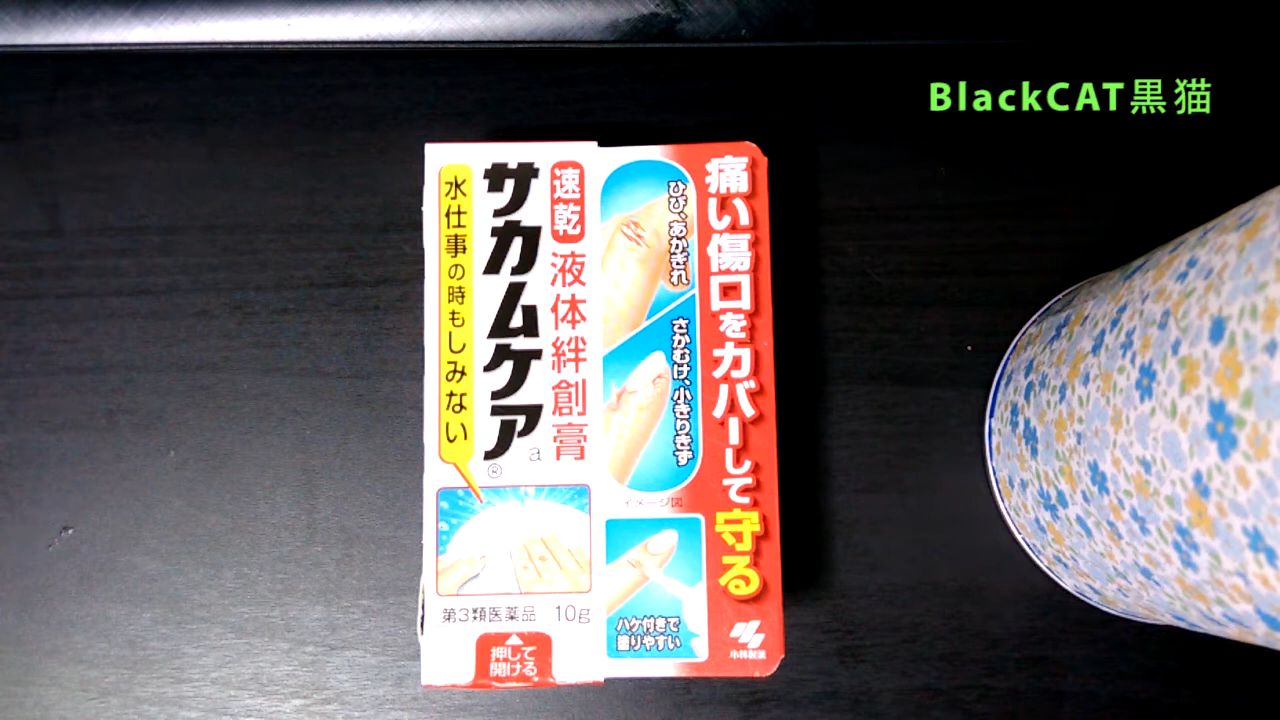 BlackCAT黒猫
痛い傷口をカバーして守る
ひび、あかぎれ
さかむけ、小きりきず
イメージ図
ハケ付きで
塗りやすい
小林製薬
速乾
液体絆創膏
サカムケア
a
®
水仕事の時もしみない
第3類医薬品 10g
押して
開ける